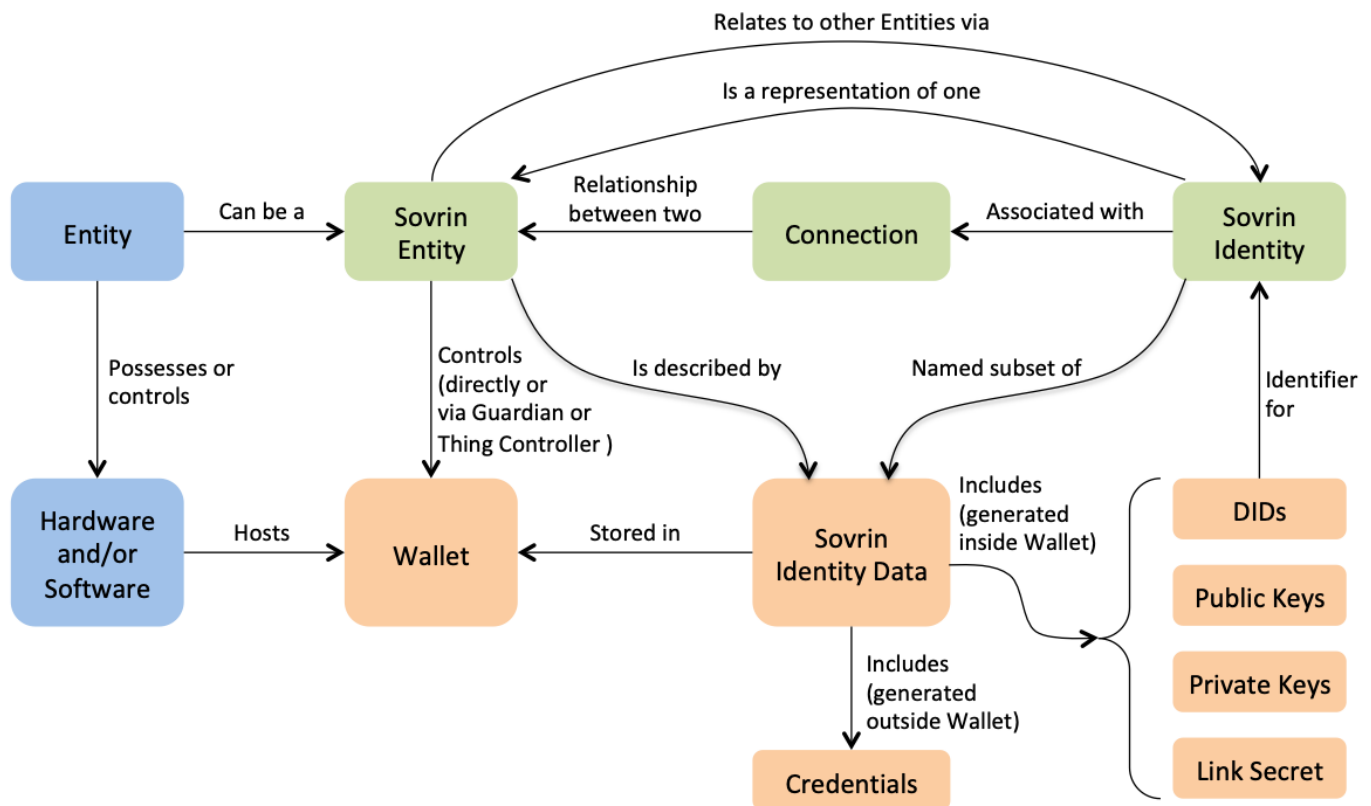 Relates to other Entities via
Is a representation of one
Entity
Can be a
Sovrin
Entity
Relationship
between two
Connection
Associated with
Sovrin
Identity
Possesses or
controls
Controls
(directly or
via Guardian or
Thing Controller )
Is described by
Named subset of
Identifier
for
Hardware
and/or
Software
Hosts
Wallet
Stored in
Sovrin
Identity Data
Includes
(generated
inside Wallet)
DIDs
Public Keys
Private Keys
Link Secret
Includes
(generated
outside Wallet)
Credentials